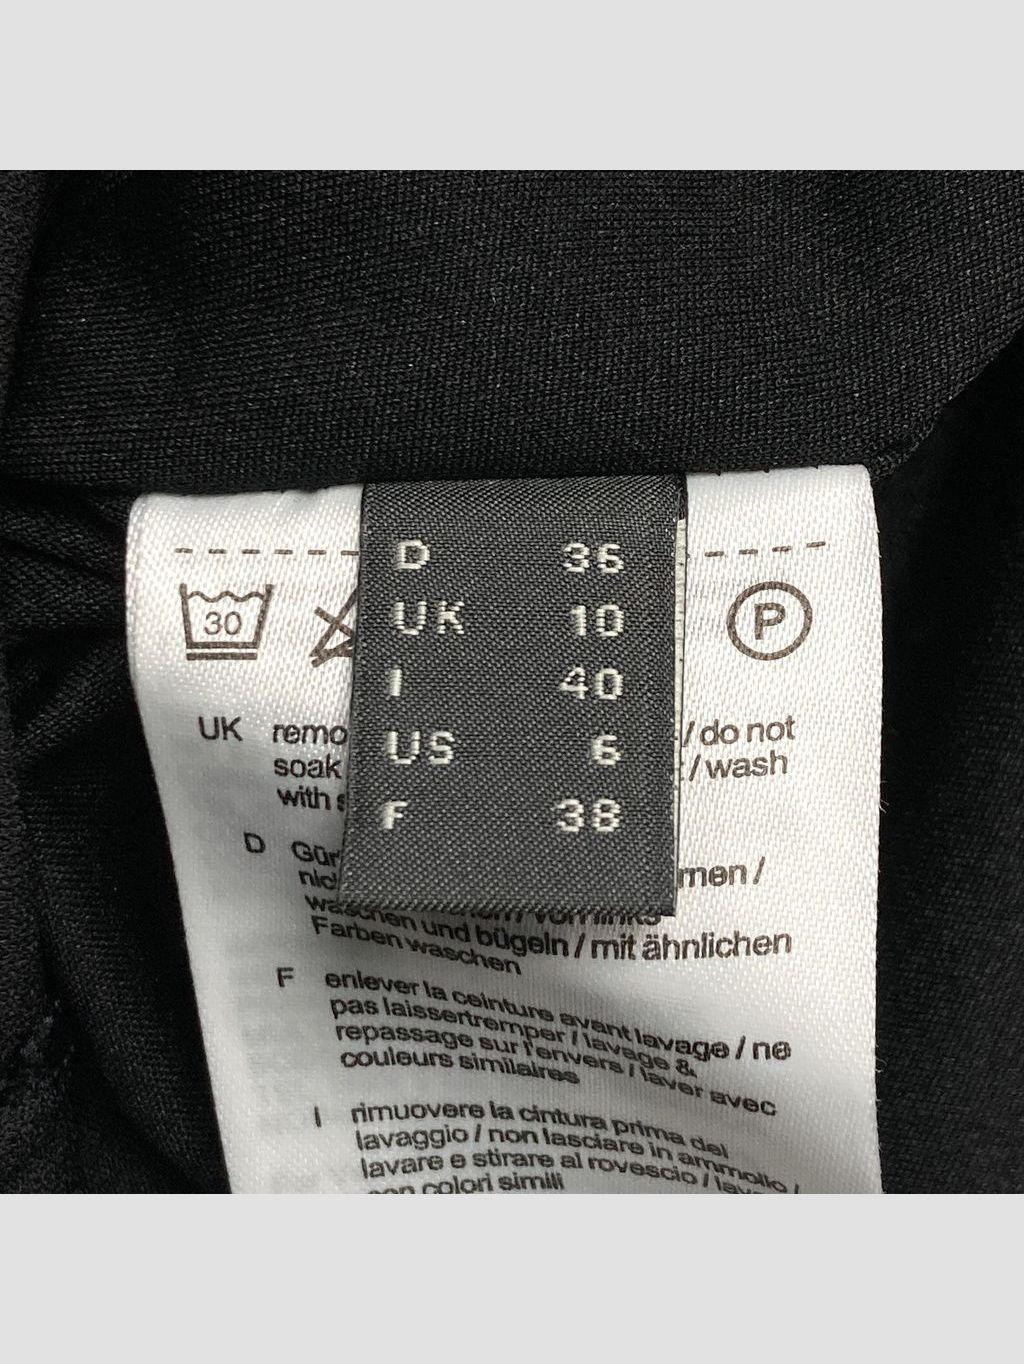 D 36
UK 10
I 40
US 6
F 38
30
P
UK / do not
soak / wash
with
D
men /
waschen und bügeln / mit ähnlichen
Farben waschen
F enlever la ceinture avant lavage / ne
pas laissertremper / lavage &
repassage sur l'envers / laver avec
couleurs similaires
I rimuovere la cintura prima del
lavaggio / non lasciare in ammollo /
lavare e stirare al rovescio /
con colori simili